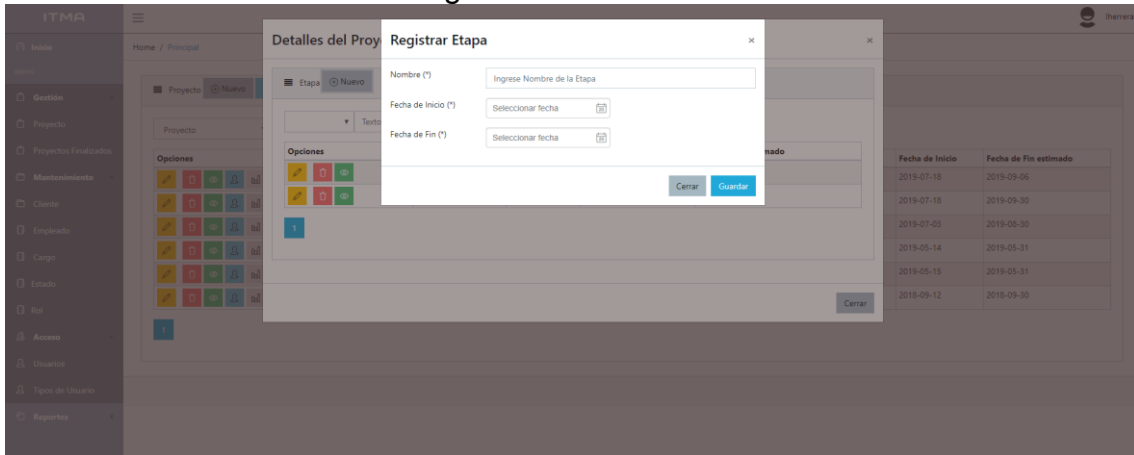 ITMA
lherrera
Inicio
Home / Principal
Gestión
Proyecto
Proyectos Finalizados
Mantenimiento
Cliente
Empleado
Cargo
Estado
Rol
Acceso
Usuarios
Tipos de Usuario
Reportes
Proyecto Nuevo
Proyecto
Opciones
Fecha de Inicio Fecha de Fin estimado
2019-07-18 2019-09-06
2019-07-18 2019-09-30
2019-07-03 2019-08-30
2019-05-14 2019-05-31
2019-05-15 2019-05-31
2018-09-12 2018-09-30
1
Detalles del Proy
×
Etapa Nuevo
Texto
Opciones
mado
1
Cerrar
Registrar Etapa
×
Nombre (*) Ingrese Nombre de la Etapa
Fecha de Inicio (*) Seleccionar fecha
Fecha de Fin (*) Seleccionar fecha
Cerrar Guardar